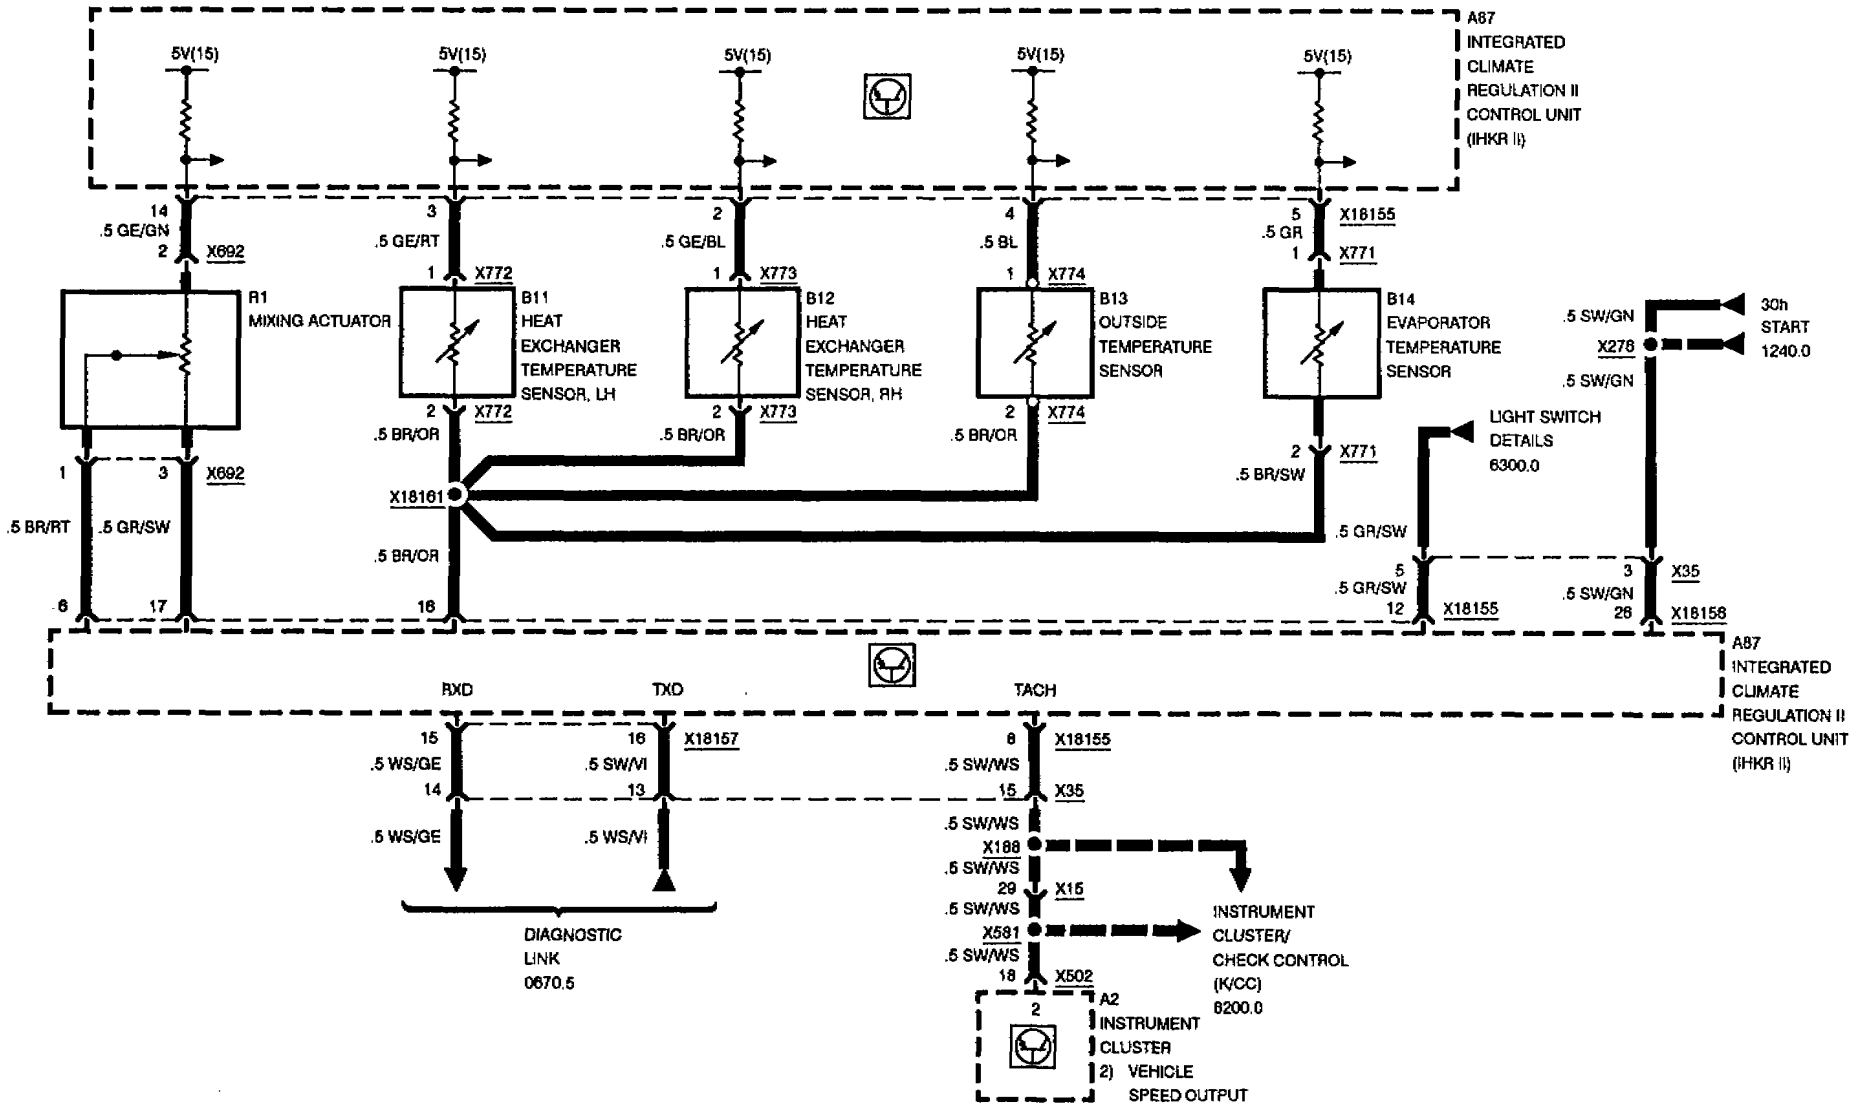 A87
INTEGRATED
CLIMATE
REGULATION II
CONTROL UNIT
(IHKR II)
5V(15)
5V(15)
5V(15)
5V(15)
5V(15)
14
.5 GE/GN
2
X692
3
.5 GE/RT
1
X772
2
.5 GE/BL
1
X773
4
.5 BL
1
X774
5
X18155
.5 GR
1
X771
R1
MIXING ACTUATOR
B11
HEAT
EXCHANGER
TEMPERATURE
SENSOR, LH
B12
HEAT
EXCHANGER
TEMPERATURE
SENSOR, RH
B13
OUTSIDE
TEMPERATURE
SENSOR
B14
EVAPORATOR
TEMPERATURE
SENSOR
.5 SW/GN
30h
START
1240.0
X276
.5 SW/GN
2
X772
.5 BR/OR
2
X773
.5 BR/OR
2
X774
.5 BR/OR
2
X771
.5 BR/SW
LIGHT SWITCH
DETAILS
6300.0
1
3
X692
X18161
.5 BR/RT
.5 GR/SW
.5 BR/OR
.5 GR/SW
5
.5 GR/SW
12
X18155
3
X35
.5 SW/GN
26
X18156
6
17
16
A87
INTEGRATED
CLIMATE
REGULATION II
CONTROL UNIT
(IHKR II)
RXD
TXD
TACH
15
16
X18157
8
X18155
.5 WS/GE
.5 SW/VI
.5 SW/WS
14
13
15
X35
.5 WS/GE
.5 WS/VI
.5 SW/WS
X188
.5 SW/WS
29
X15
.5 SW/WS
X581
.5 SW/WS
18
X502
INSTRUMENT
CLUSTER/
CHECK CONTROL
(K/CC)
6200.0
DIAGNOSTIC
LINK
0670.5
2
A2
INSTRUMENT
CLUSTER
2) VEHICLE
SPEED OUTPUT